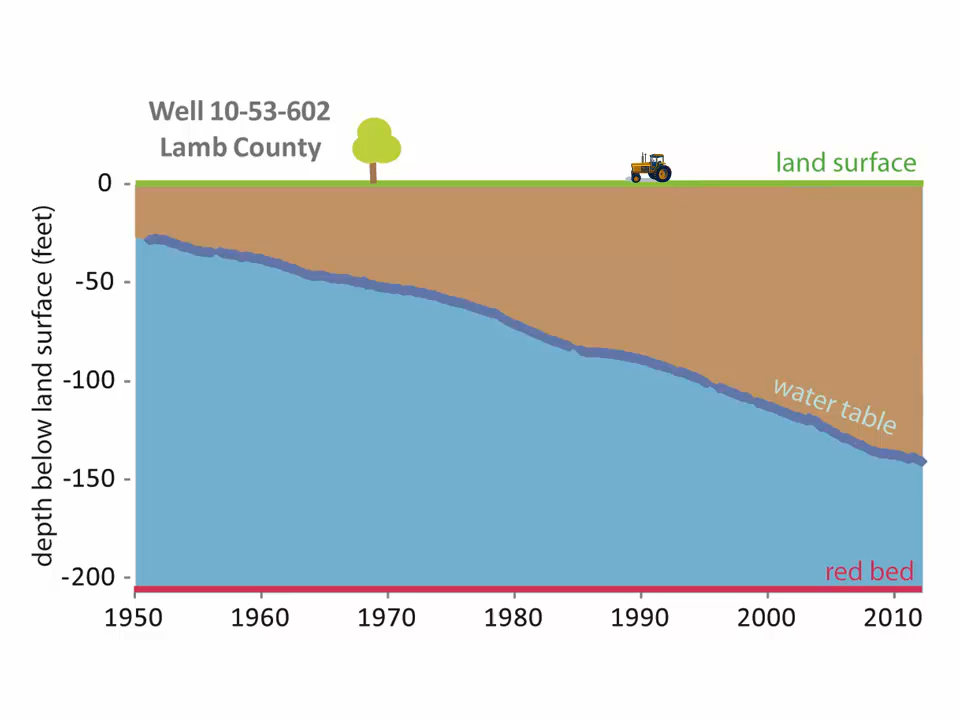 Well 10-53-602
Lamb County
land surface
depth below land surface (feet)
0
-50
-100
-150
-200
water table
red bed
1950 1960 1970 1980 1990 2000 2010